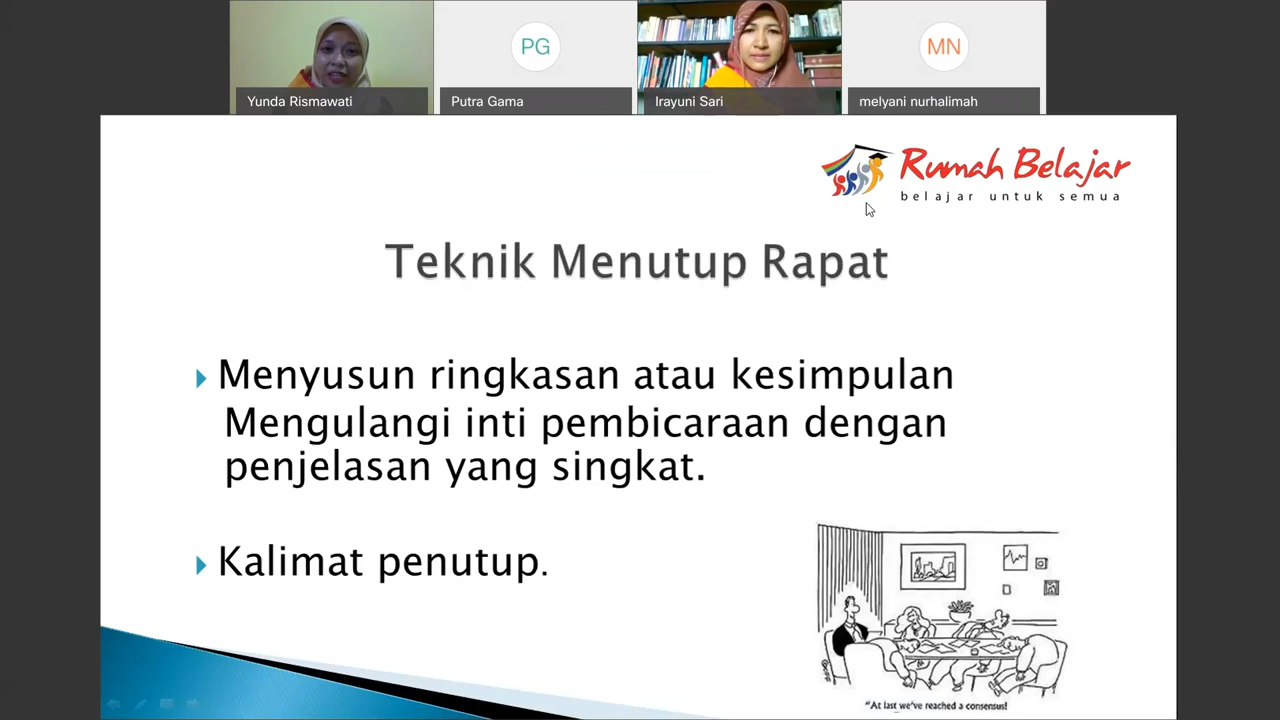 PG
MN
Yunda Rismawati
Putra Gama
Irayuni Sari
melyani nurhalimah
Rumah Belajar
belajar untuk semua
Teknik Menutup Rapat
Menyusun ringkasan atau kesimpulan
Mengulangi inti pembicaraan dengan
penjelasan yang singkat.
Kalimat penutup.
"At last we've reached a consensus!